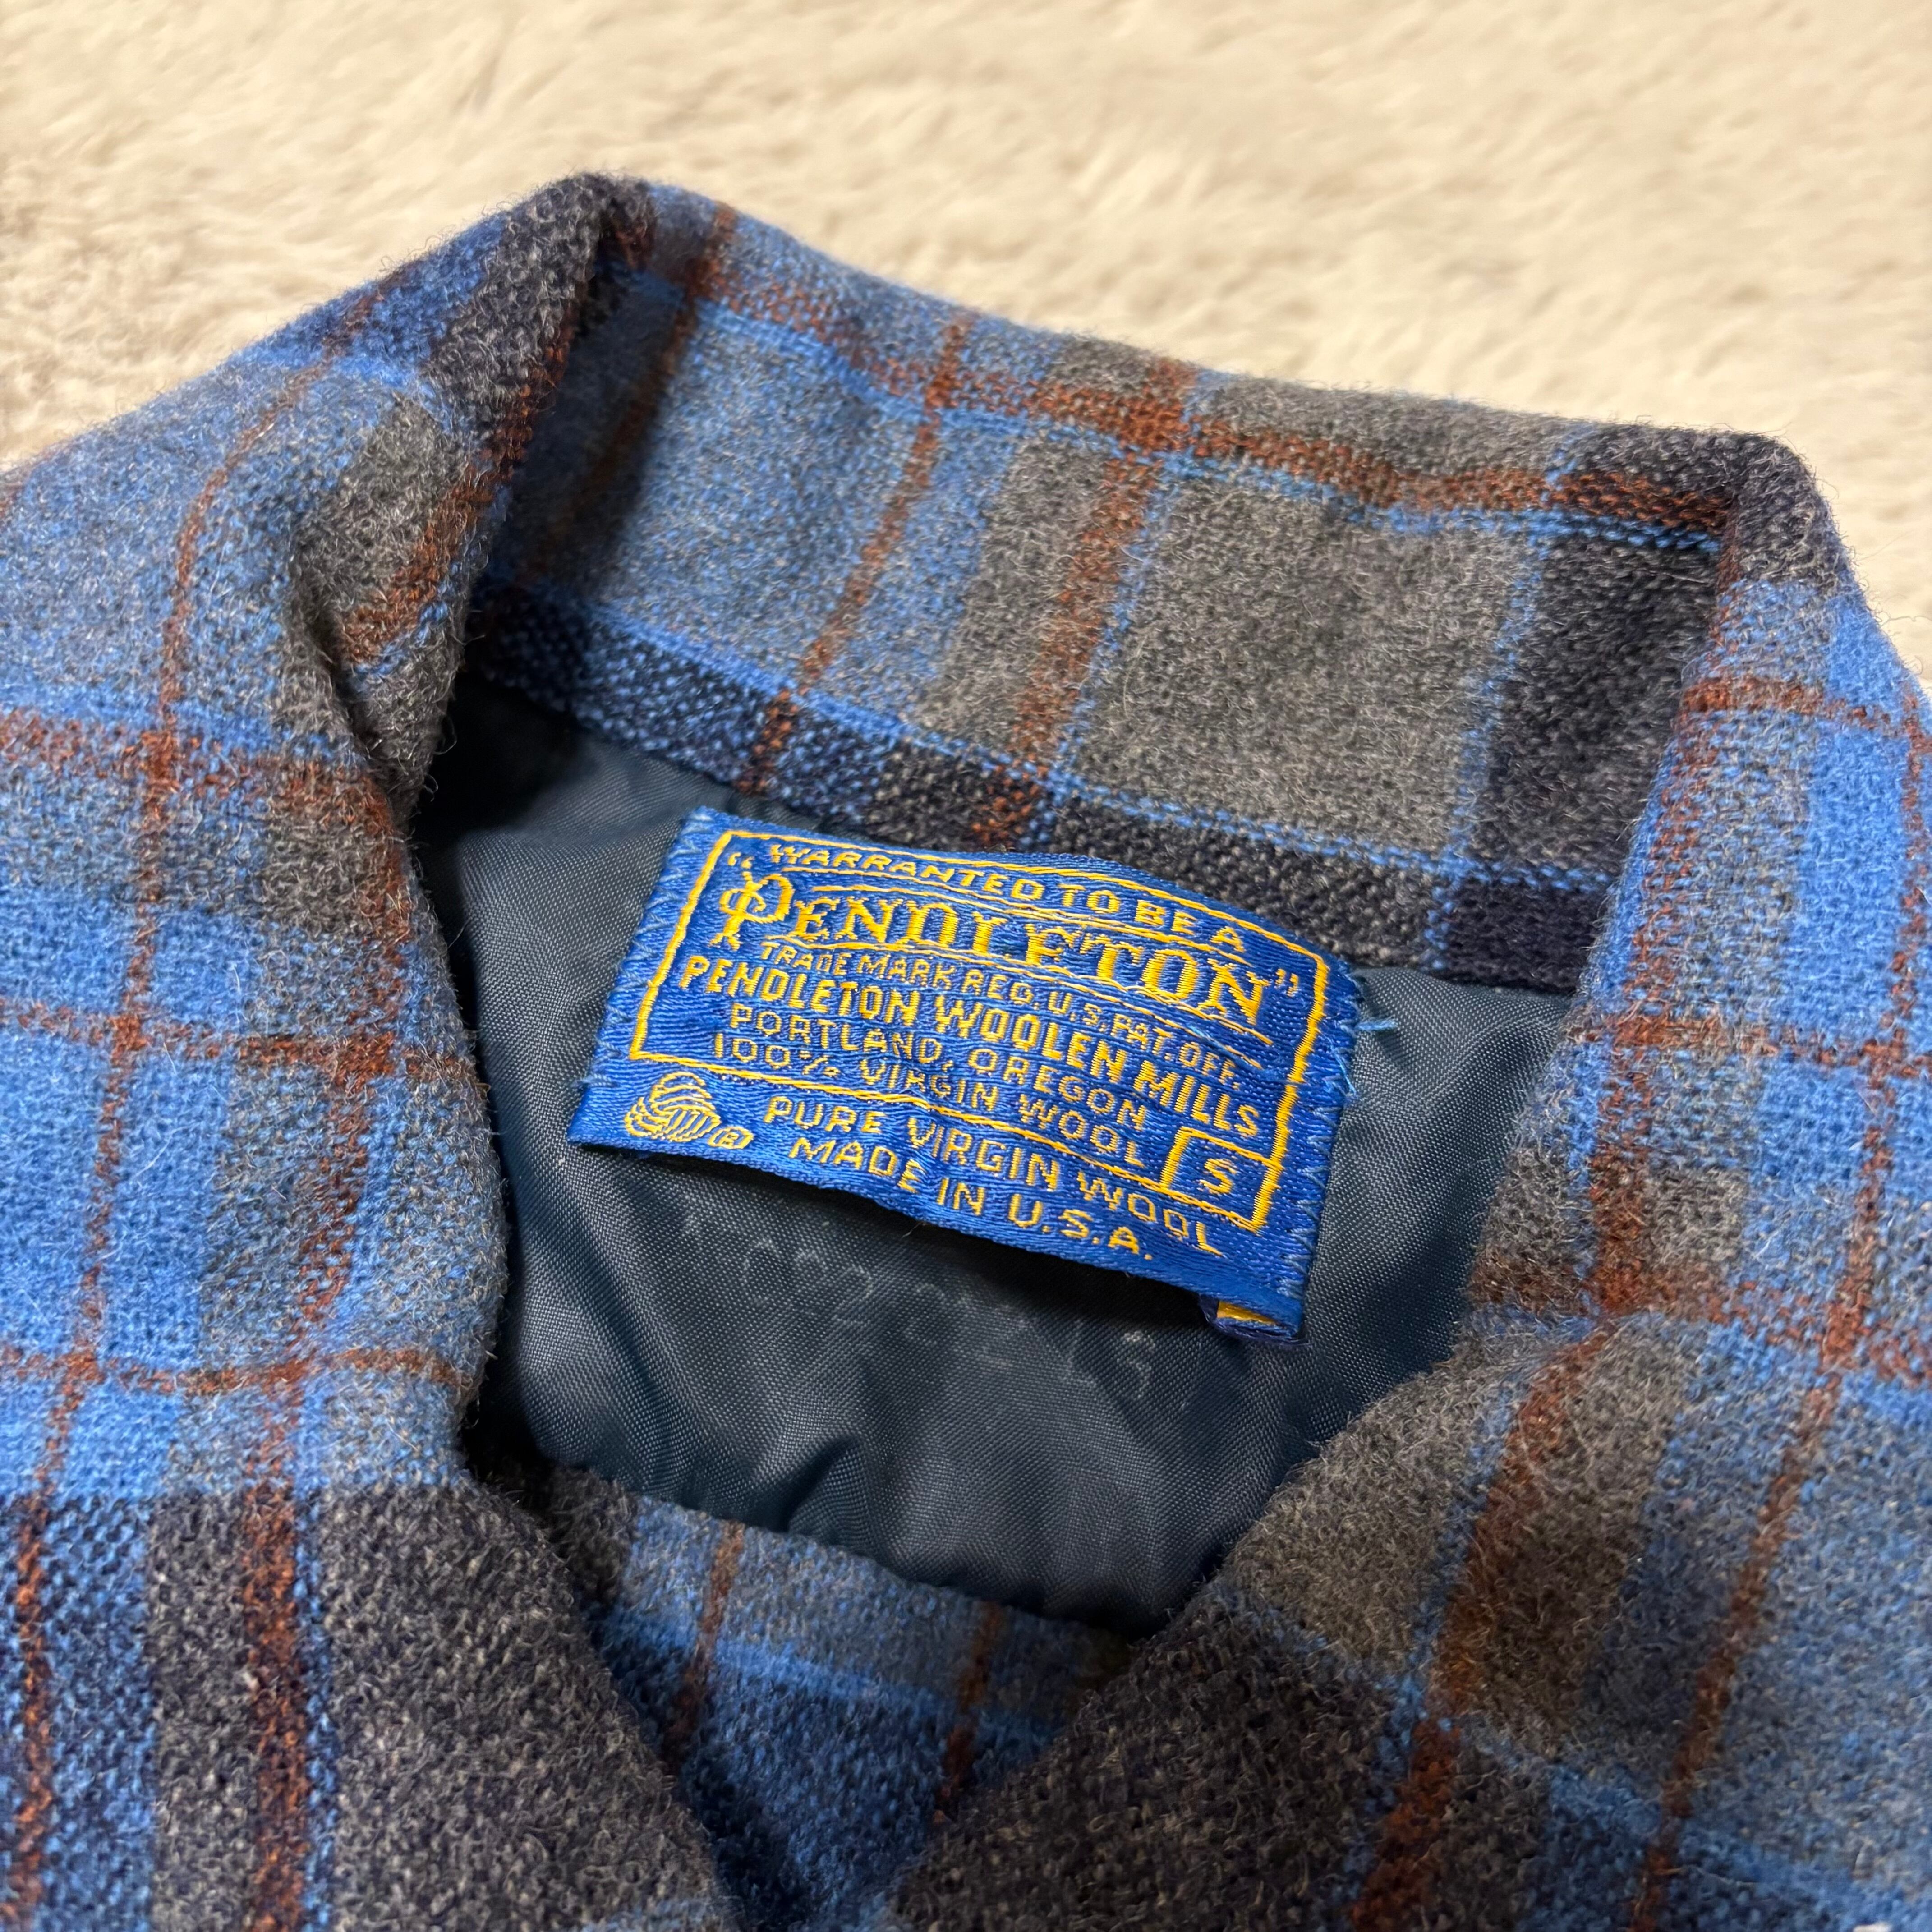 "WARRANTED TO BE A
PENDLETON"
TRADE MARK REG. U.S. PAT. OFF.
PENDLETON WOOLEN MILLS
PORTLAND, OREGON
100% VIRGIN WOOL
S
® PURE VIRGIN WOOL
MADE IN U.S.A.